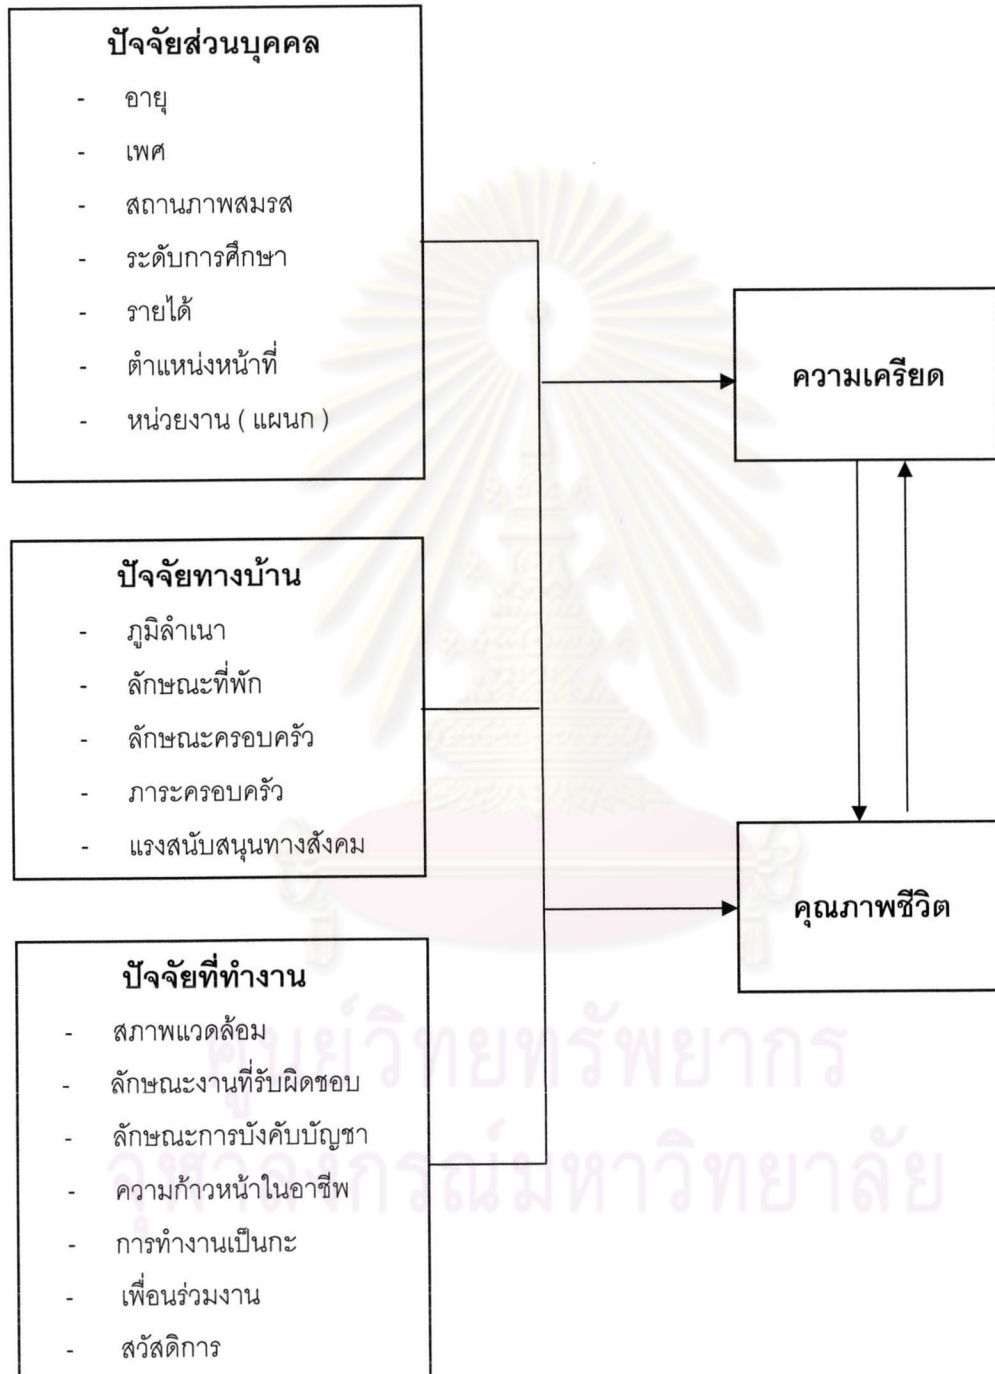 ปัจจัยส่วนบุคคล
- อายุ
- เพศ
- สถานภาพสมรส
- ระดับการศึกษา
- รายได้
- ตำแหน่งหน้าที่
- หน่วยงาน ( แผนก )
ปัจจัยทางบ้าน
- ภูมิลำเนา
- ลักษณะที่พัก
- ลักษณะครอบครัว
- ภาระครอบครัว
- แรงสนับสนุนทางสังคม
ปัจจัยที่ทำงาน
- สภาพแวดล้อม
- ลักษณะงานที่รับผิดชอบ
- ลักษณะการบังคับบัญชา
- ความก้าวหน้าในอาชีพ
- การทำงานเป็นกะ
- เพื่อนร่วมงาน
- สวัสดิการ
ความเครียด
คุณภาพชีวิต
ศูนย์วิทยทรัพยากร
จุฬาลงกรณ์มหาวิทยาลัย